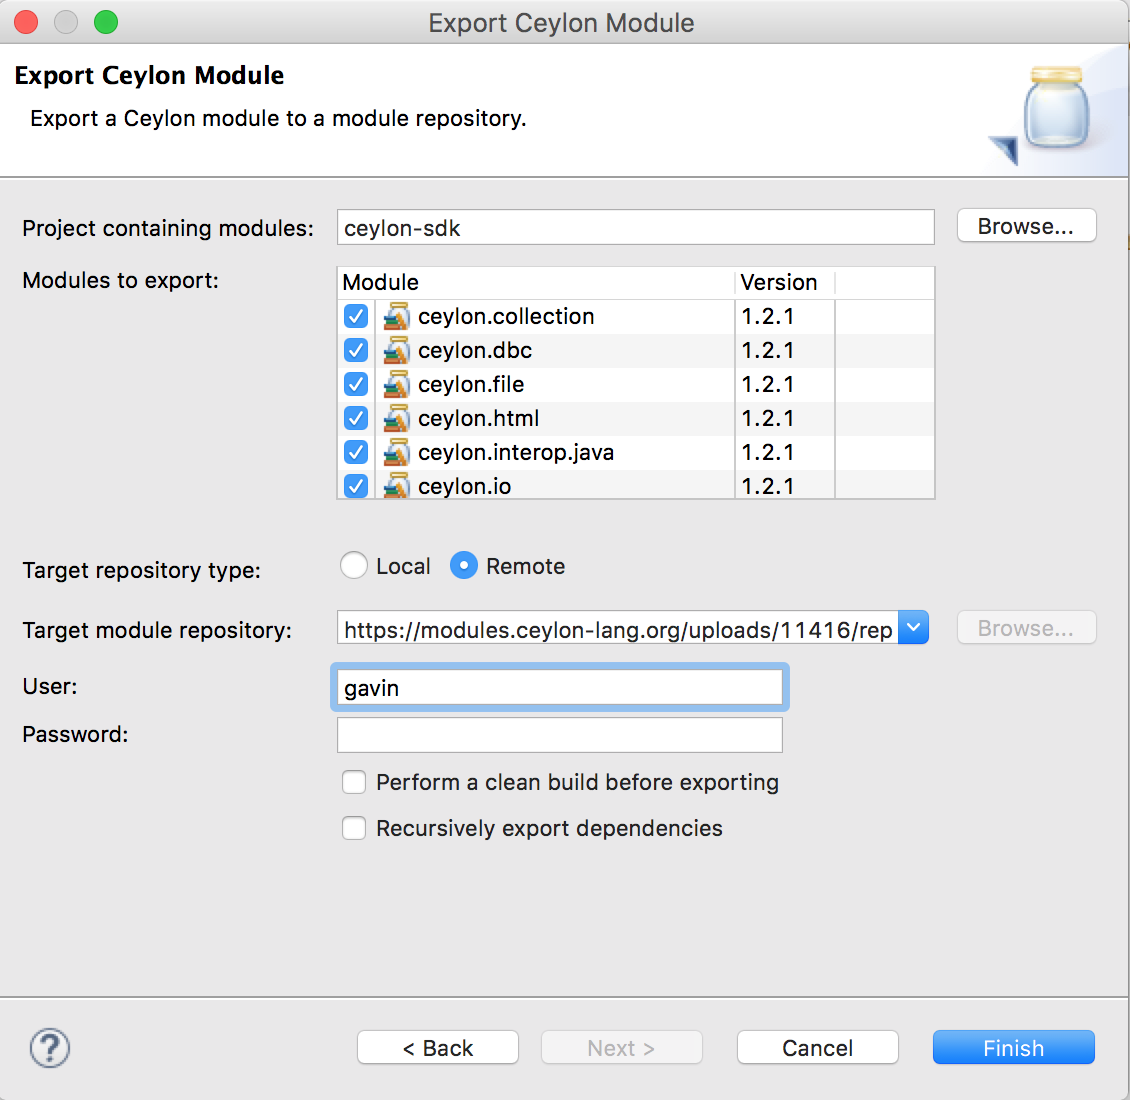 Export Ceylon Module
Export Ceylon Module
Export a Ceylon module to a module repository.
Project containing modules: ceylon-sdk Browse...
Modules to export: Module Version
ceylon.collection 1.2.1
ceylon.dbc 1.2.1
ceylon.file 1.2.1
ceylon.html 1.2.1
ceylon.interop.java 1.2.1
ceylon.io 1.2.1
Target repository type: Local Remote
Target module repository: https://modules.ceylon-lang.org/uploads/11416/rep Browse...
User: gavin
Password:
Perform a clean build before exporting
Recursively export dependencies
? < Back Next > Cancel Finish